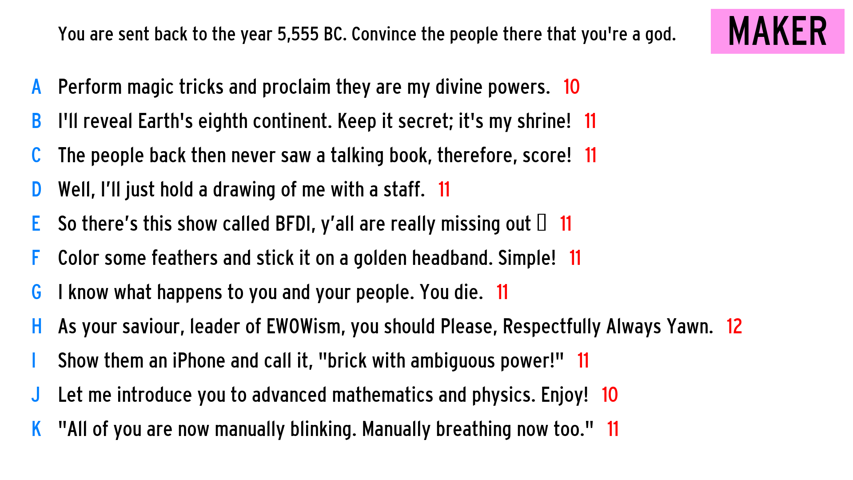 You are sent back to the year 5,555 BC. Convince the people there that you're a god.
MAKER
A Perform magic tricks and proclaim they are my divine powers. 10
B I'll reveal Earth's eighth continent. Keep it secret; it's my shrine! 11
C The people back then never saw a talking book, therefore, score! 11
D Well, I’ll just hold a drawing of me with a staff. 11
E So there’s this show called BFDI, y’all are really missing out ▯ 11
F Color some feathers and stick it on a golden headband. Simple! 11
G I know what happens to you and your people. You die. 11
H As your saviour, leader of EWOWism, you should Please, Respectfully Always Yawn. 12
I Show them an iPhone and call it, "brick with ambiguous power!" 11
J Let me introduce you to advanced mathematics and physics. Enjoy! 10
K "All of you are now manually blinking. Manually breathing now too." 11